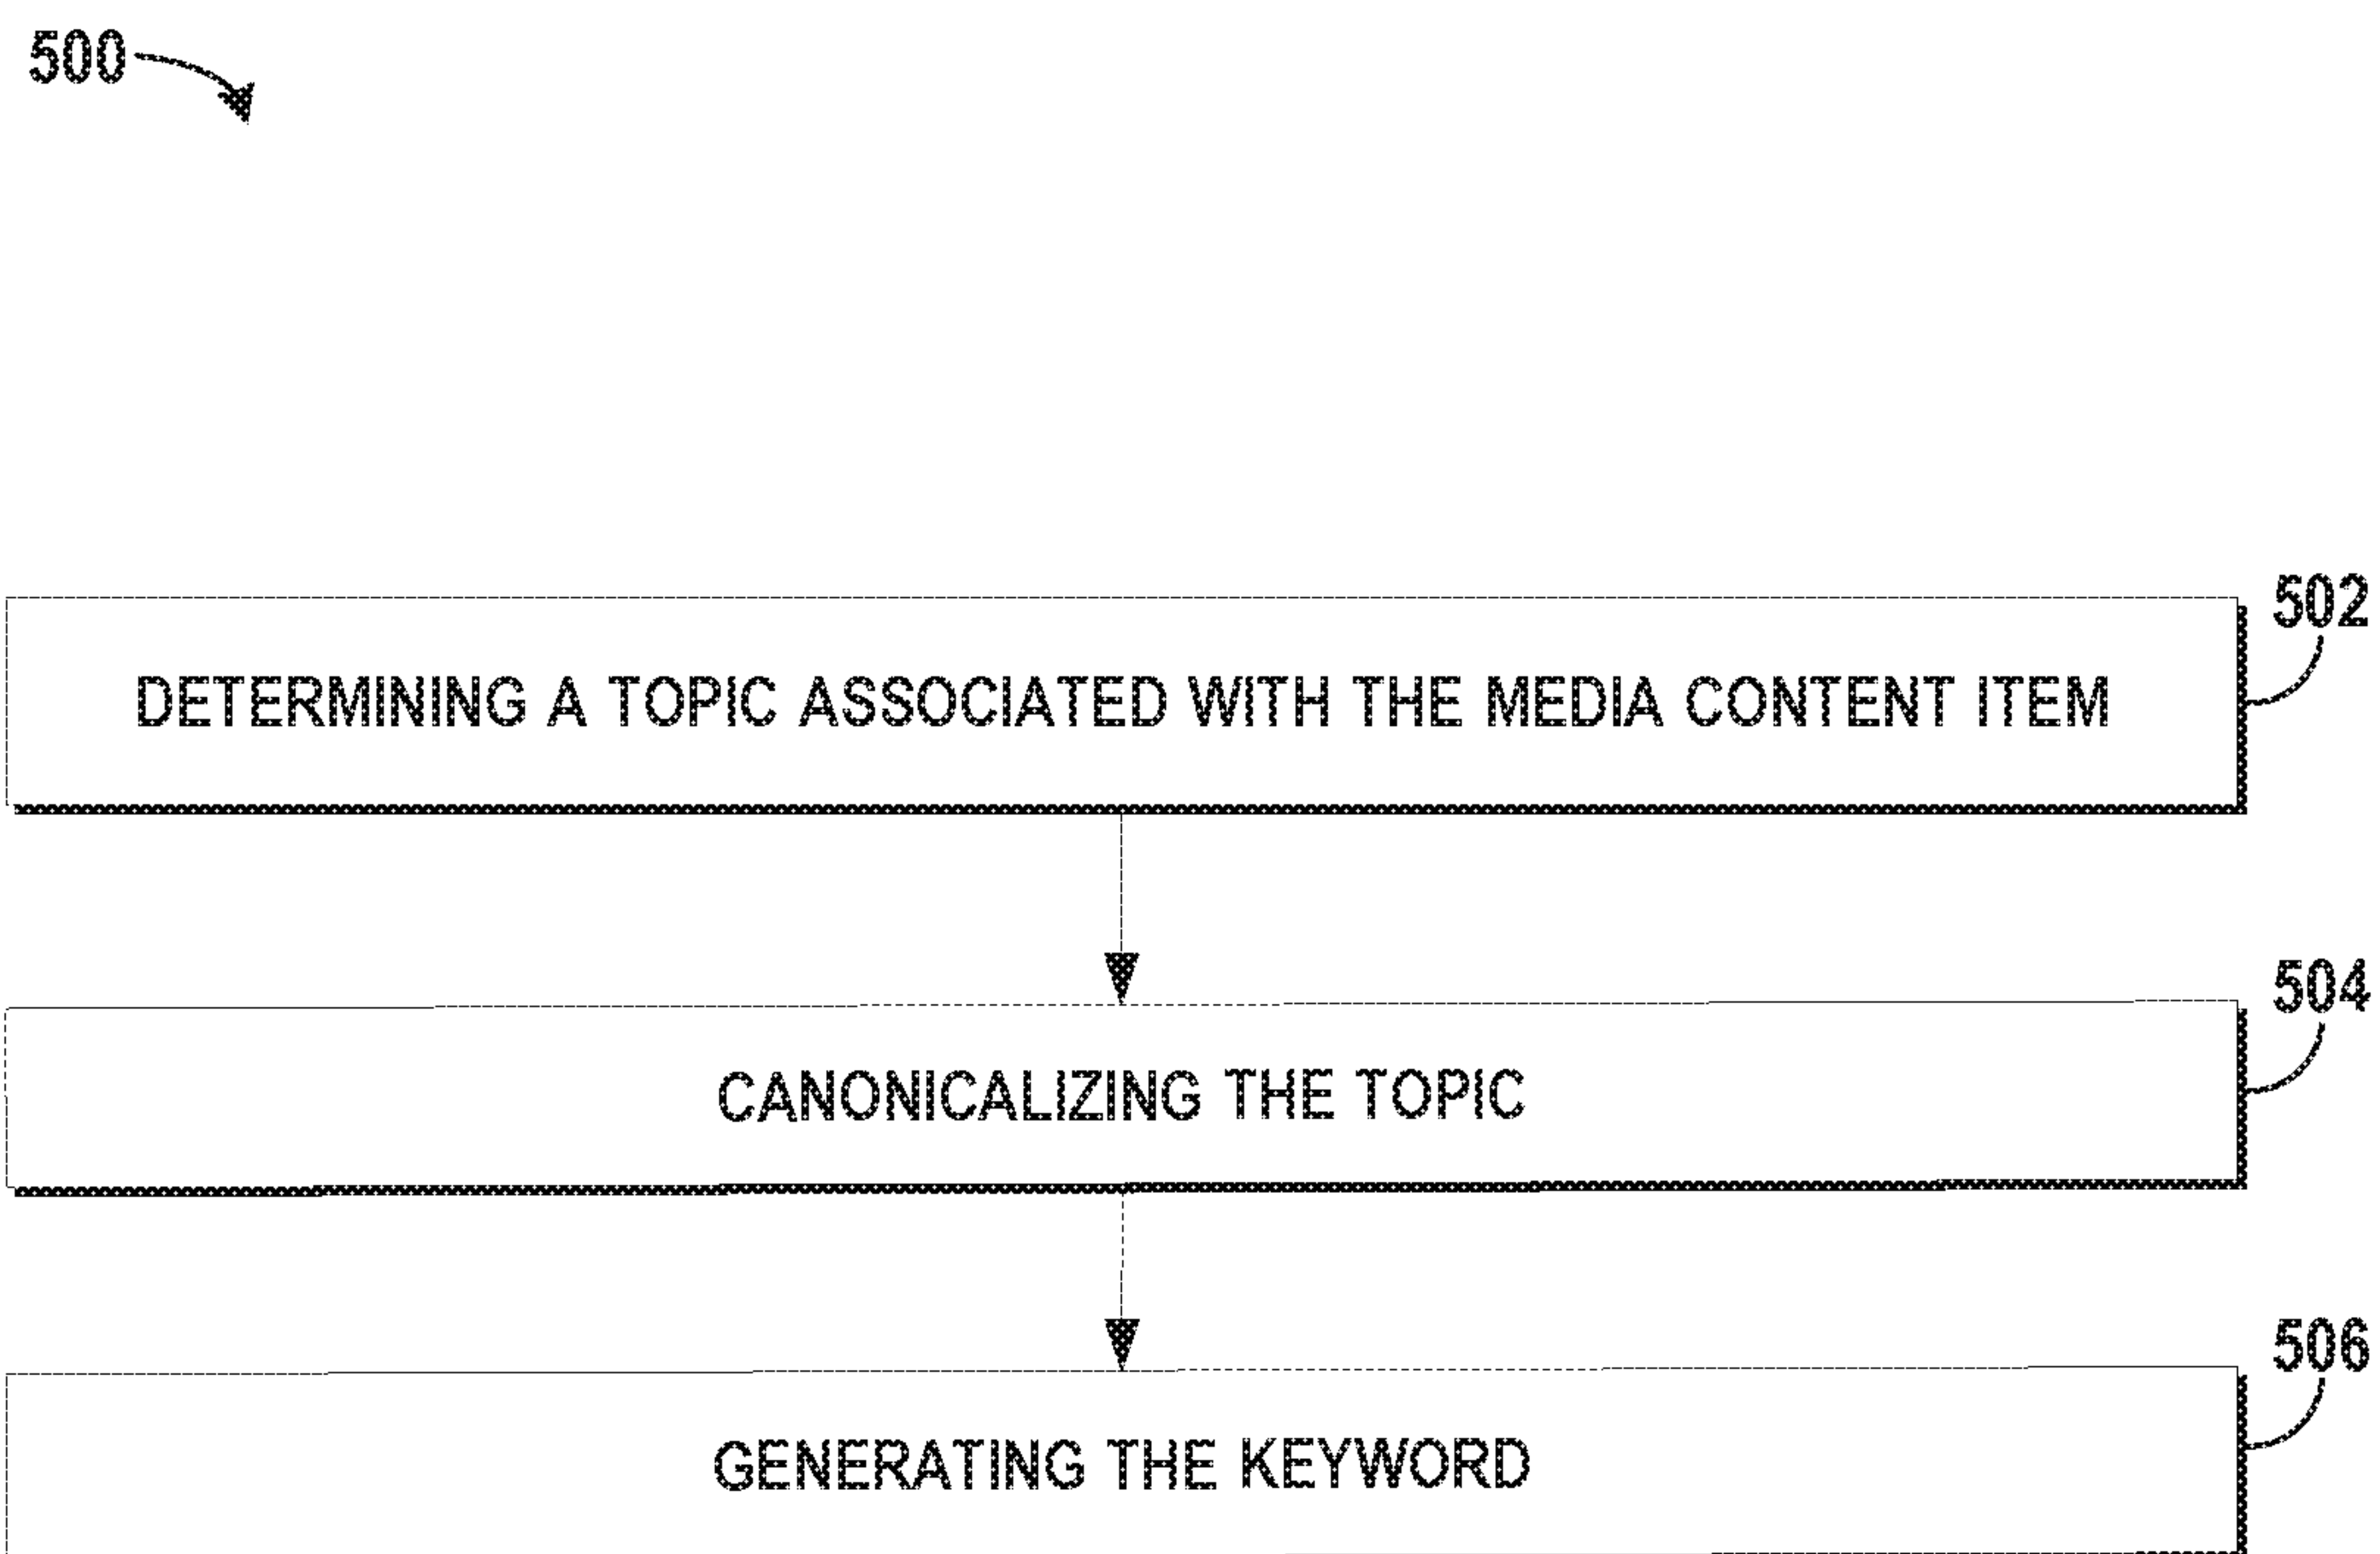 500
502
DETERMINING A TOPIC ASSOCIATED WITH THE MEDIA CONTENT ITEM
504
CANONICALIZING THE TOPIC
506
GENERATING THE KEYWORD